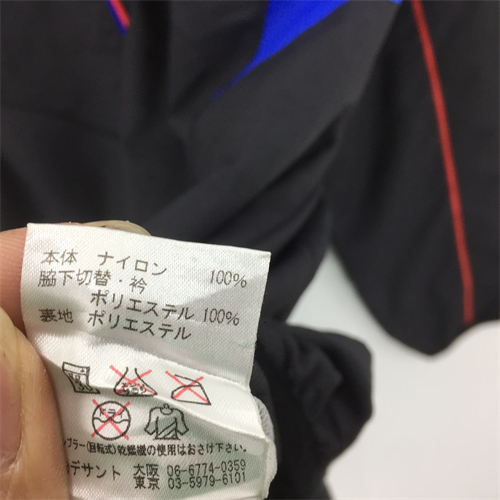 本体 ナイロン 100%
脇下切替・衿
ポリエステル 100%
裏地 ポリエステル
ドライ
ンブラー(回転式)乾燥機の使用はおさけ下さい。
デサント 大阪 06-6774-0359
東京 03-5979-6101